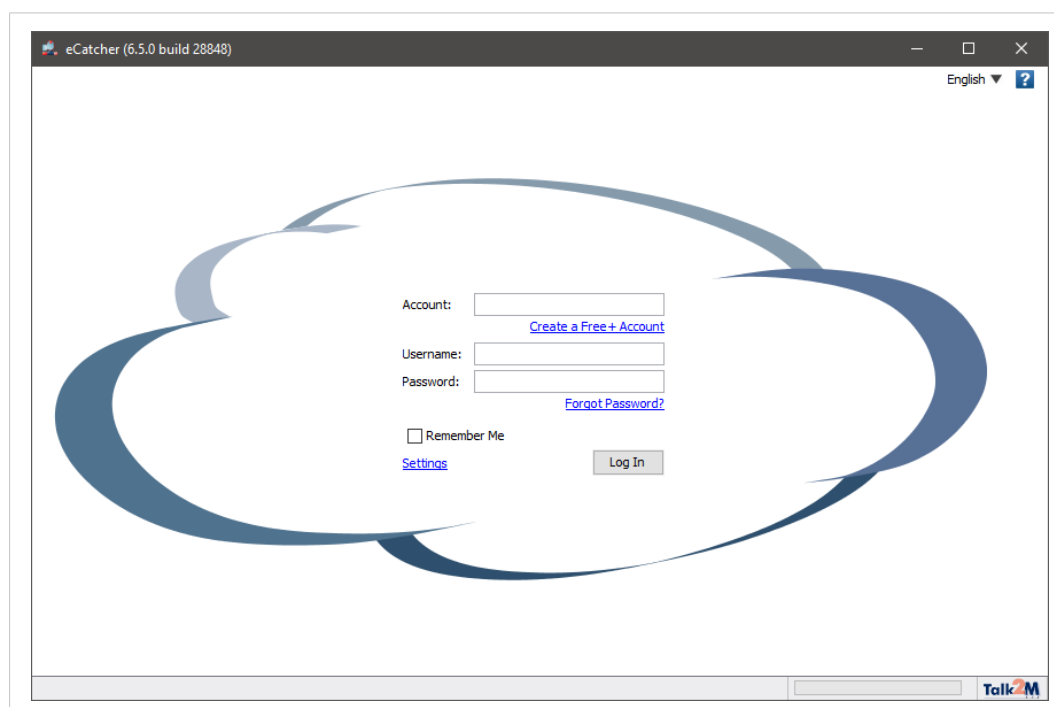 eCatcher (6.5.0 build 28848)
English
?
Account:
Create a Free+ Account
Username:
Password:
Forgot Password?
Remember Me
Settings
Log In
Talk2M